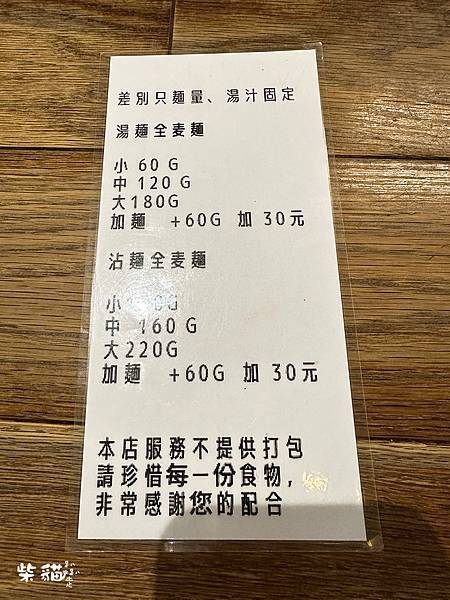 差別只麵量、湯汁固定
湯麵全麦麵
小 60 G
中 120 G
大180G
加麵 +60G 加 30元
沾麵全麦麵
小
中 160 G
大220G
加麵 +60G 加 30元
本店服務不提供打包
請珍惜每一份食物,
非常感謝您的配合
柴貓